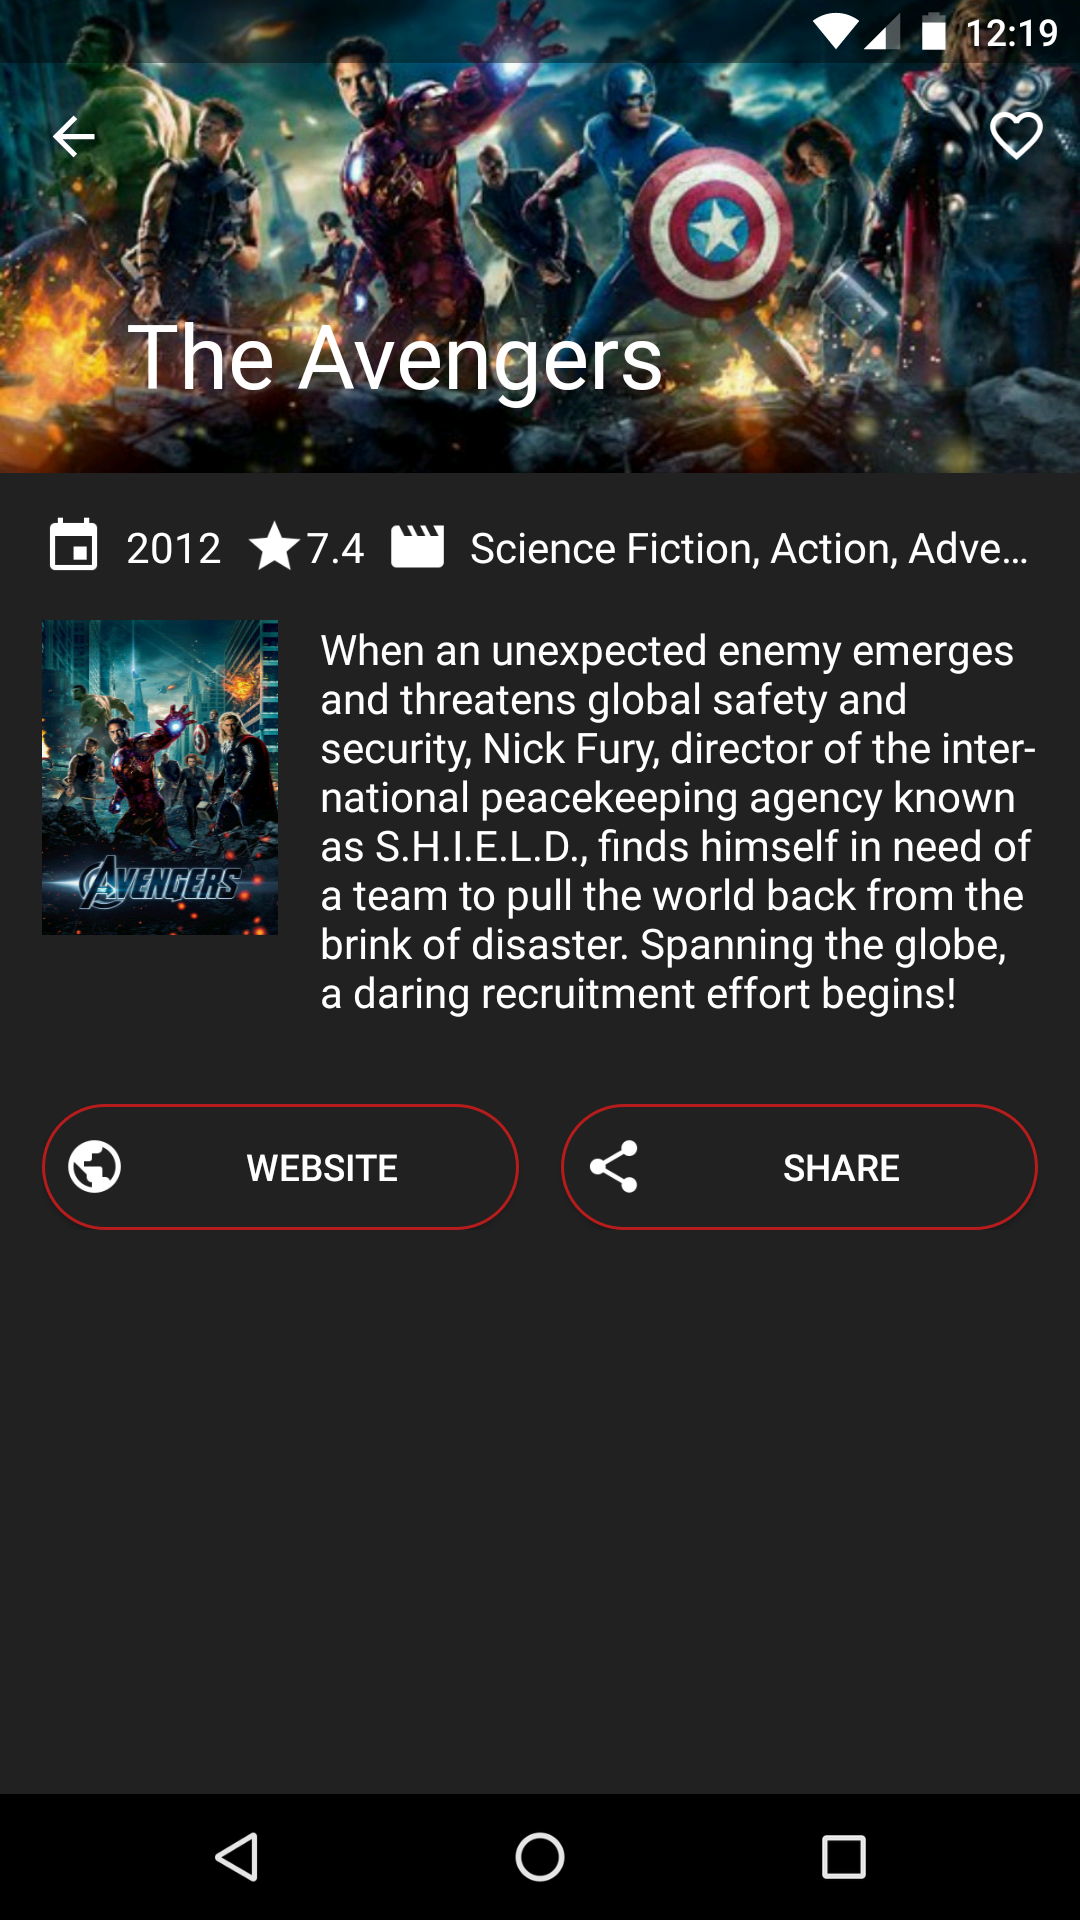 12:19
The Avengers
2012 7.4 Science Fiction, Action, Adve...
When an unexpected enemy emerges
and threatens global safety and
security, Nick Fury, director of the inter-
national peacekeeping agency known
as S.H.I.E.L.D., finds himself in need of
a team to pull the world back from the
brink of disaster. Spanning the globe,
a daring recruitment effort begins!
AVENGERS
WEBSITE
SHARE